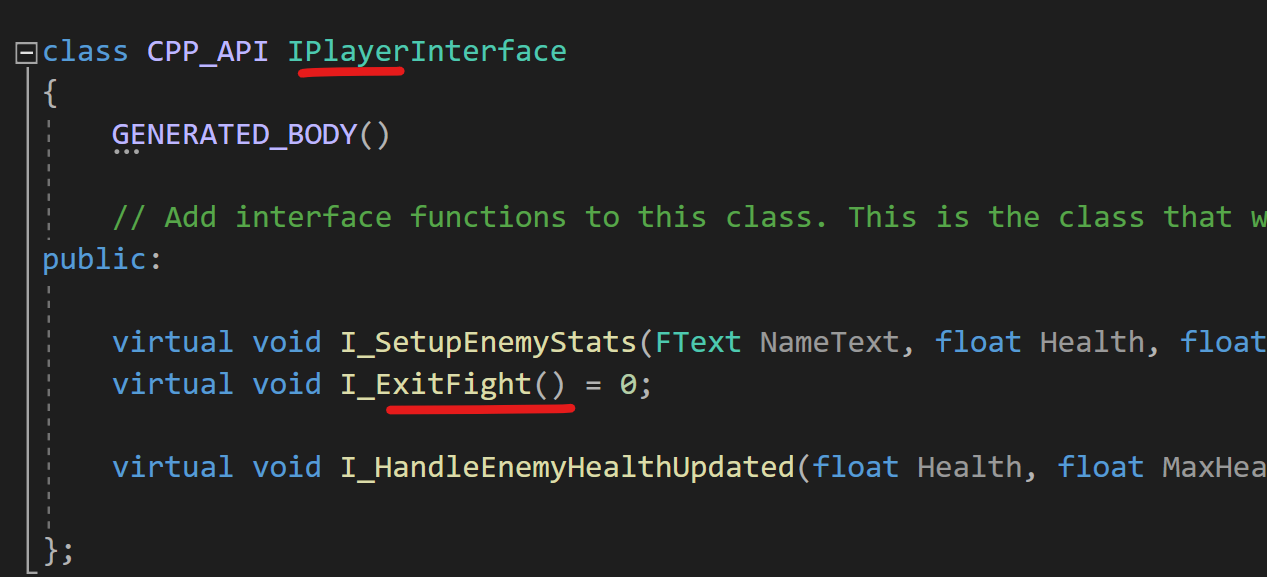 class CPP_API IPlayerInterface
{
GENERATED_BODY()
// Add interface functions to this class. This is the class that w
public:
virtual void I_SetupEnemyStats(FText NameText, float Health, float
virtual void I_ExitFight() = 0;
virtual void I_HandleEnemyHealthUpdated(float Health, float MaxHea
};